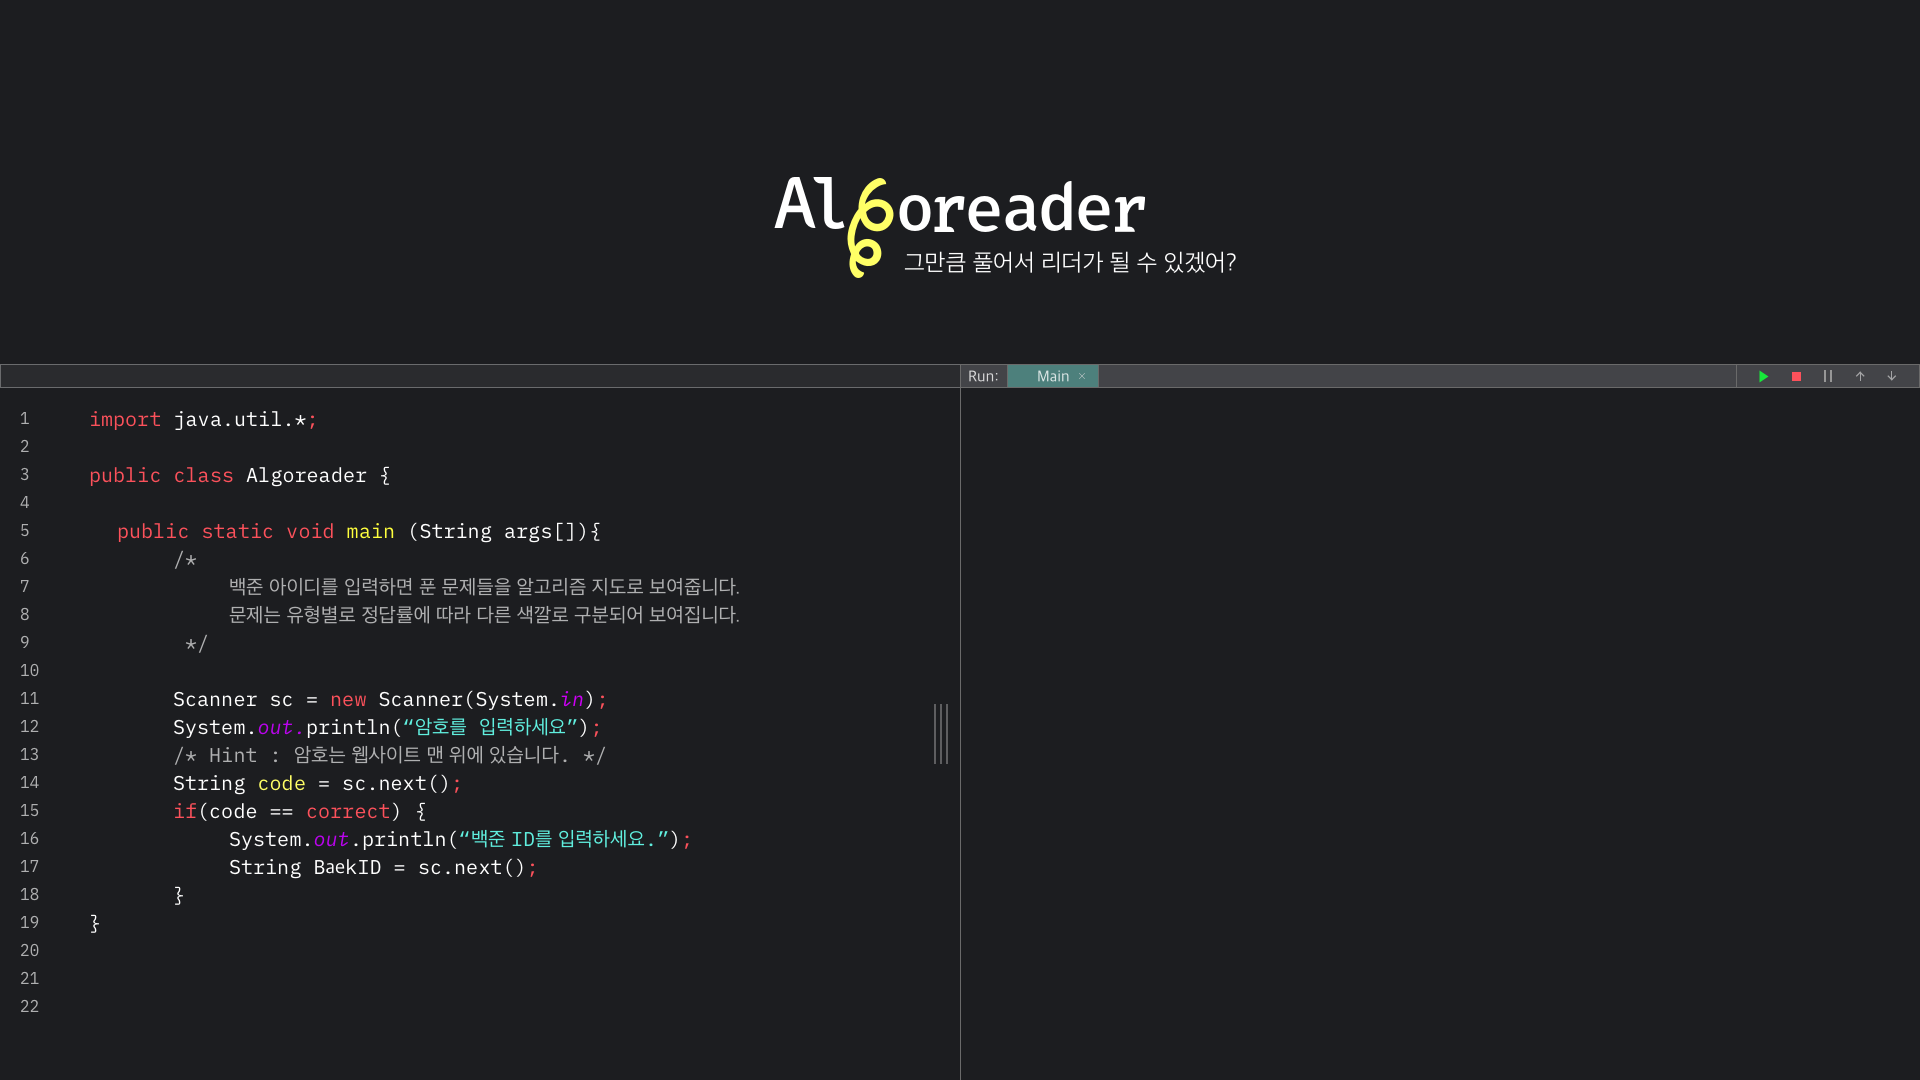 Algoreader
그만큼 풀어서 리더가 될 수 있겠어?
Run: Main ×
1 import java.util.*;
2
3 public class Algoreader {
4
5 public static void main (String args[]){
6 /*
7 백준 아이디를 입력하면 푼 문제들을 알고리즘 지도로 보여줍니다.
8 문제는 유형별로 정답률에 따라 다른 색깔로 구분되어 보여집니다.
9 */
10
11 Scanner sc = new Scanner(System.in);
12 System.out.println(“암호를 입력하세요”);
13 /* Hint : 암호는 웹사이트 맨 위에 있습니다. */
14 String code = sc.next();
15 if(code == correct) {
16 System.out.println(“백준 ID를 입력하세요.”);
17 String BaekID = sc.next();
18 }
19 }
20
21
22